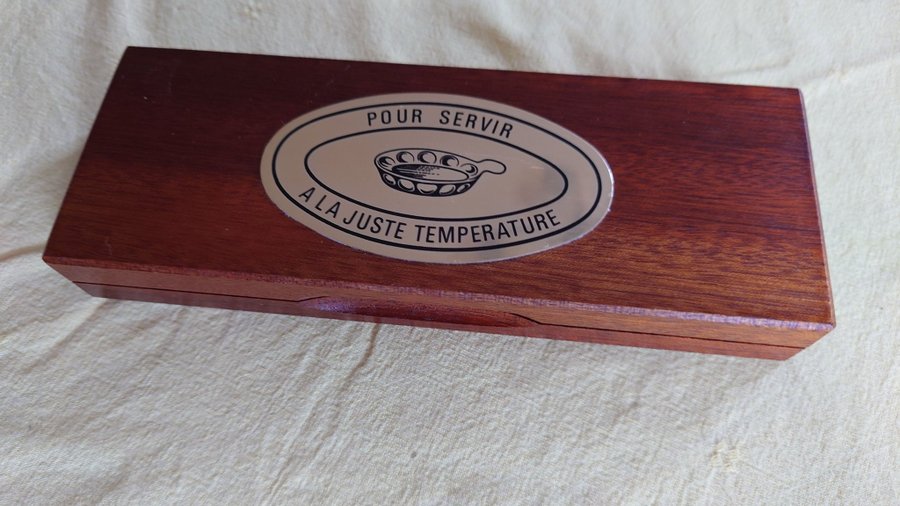 POUR SERVIR
A LA JUSTE TEMPERATURE